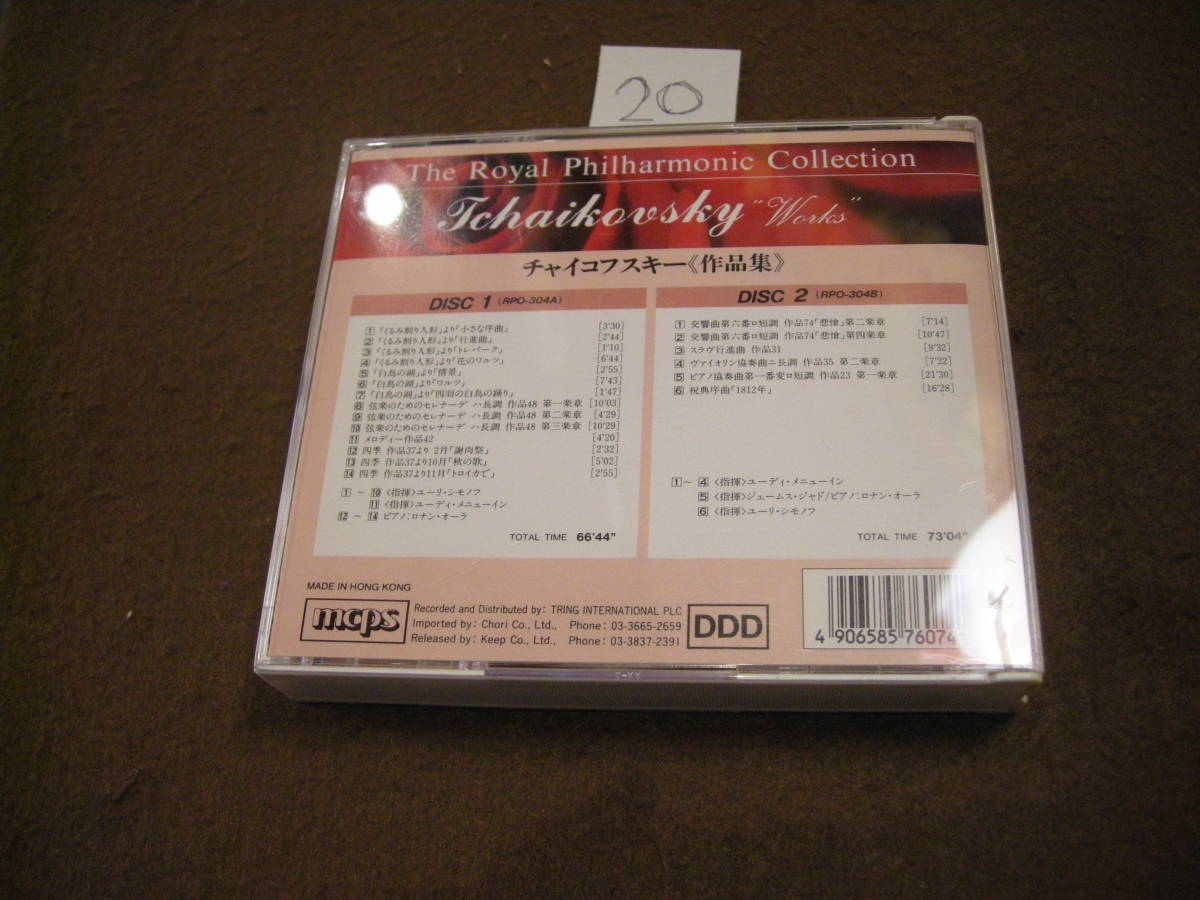 20
The Royal Philharmonic Collection
Tchaikovsky "Works"
チャイコフスキー《作品集》
DISC 1 (RPO-304A)
1 「くるみ割り人形」より「小さな序曲」 [3'30]
2 「くるみ割り人形」より「行進曲」 [2'44]
3 「くるみ割り人形」より「トレパーク」 [1'10]
4 「くるみ割り人形」より「花のワルツ」 [6'44]
5 「白鳥の湖」より「情景」 [2'55]
6 「白鳥の湖」より「ワルツ」 [7'43]
7 「白鳥の湖」より「四羽の白鳥の踊り」 [1'47]
8 弦楽のためのセレナーデ ハ長調 作品48 第一楽章 [10'03]
9 弦楽のためのセレナーデ ハ長調 作品48 第二楽章 [4'29]
10 弦楽のためのセレナーデ ハ長調 作品48 第三楽章 [10'29]
11 メロディー作品42 [4'20]
12 四季 作品37より 2月「謝肉祭」 [2'32]
13 四季 作品37より10月「秋の歌」 [5'02]
14 四季 作品37より11月「トロイカで」 [2'55]
1 ~ 10 〈指揮〉ユーリ・シモノフ
11 〈指揮〉ユーディ・メニューイン
12 ~ 14 ピアノ:ロナン・オーラ
TOTAL TIME 66'44"
DISC 2 (RPO-304B)
1 交響曲第六番ロ短調 作品74「悲愴」第二楽章 [7'14]
2 交響曲第六番ロ短調 作品74「悲愴」第四楽章 [10'47]
3 スラヴ行進曲 作品31 [9'32]
4 ヴァイオリン協奏曲ニ長調 作品35 第二楽章 [7'22]
5 ピアノ協奏曲第一番変ロ短調 作品23 第一楽章 [21'30]
6 祝典序曲「1812年」 [16'28]
1 ~ 4 〈指揮〉ユーディ・メニューイン
5 〈指揮〉ジェームス・ジャド/ピアノ:ロナン・オーラ
6 〈指揮〉ユーリ・シモノフ
TOTAL TIME 73'04"
MADE IN HONG KONG
mcps
Recorded and Distributed by: TRING INTERNATIONAL PLC
Imported by: Chori Co., Ltd., Phone: 03-3665-2659
Released by: Keep Co., Ltd., Phone: 03-3837-2391
DDD
4 906585 76074